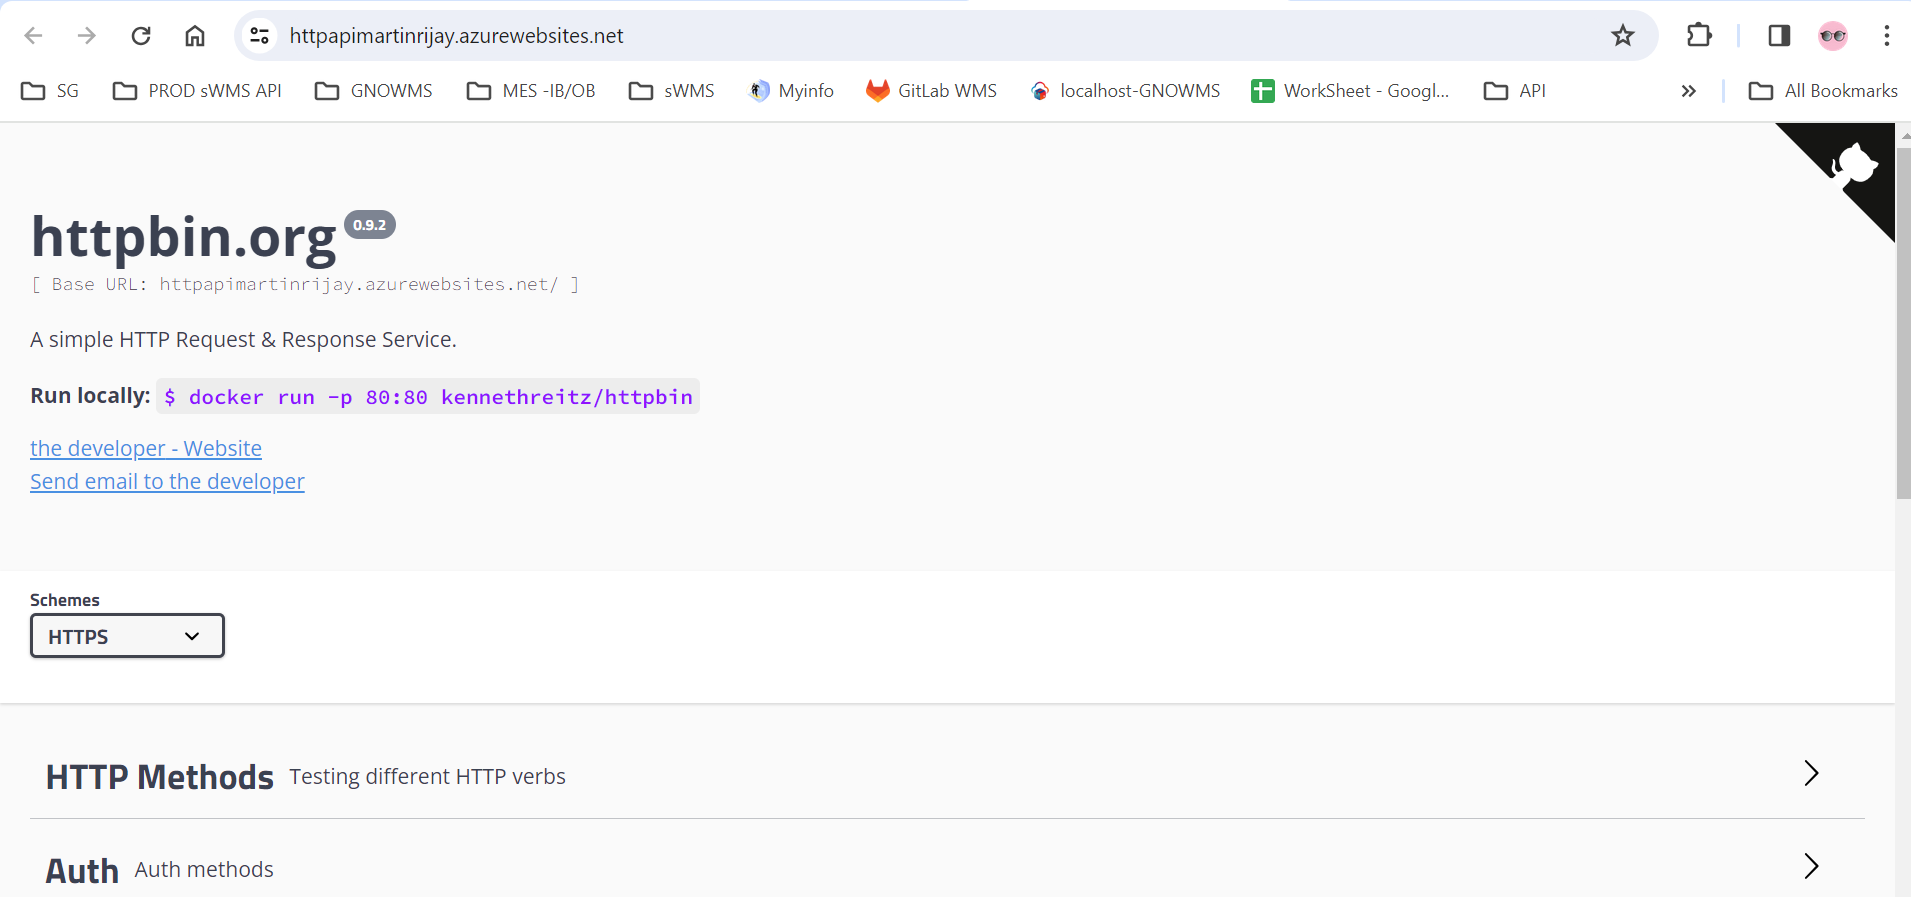 httpapimartinrijay.azurewebsites.net
SG PROD sWMS API GNOWMS MES -IB/OB sWMS Myinfo GitLab WMS localhost-GNOWMS WorkSheet - Googl... API » All Bookmarks
httpbin.org 0.9.2
[ Base URL: httpapimartinrijay.azurewebsites.net/ ]
A simple HTTP Request & Response Service.
Run locally: $ docker run -p 80:80 kennethreitz/httpbin
the developer - Website
Send email to the developer
Schemes
HTTPS
HTTP Methods Testing different HTTP verbs
Auth Auth methods